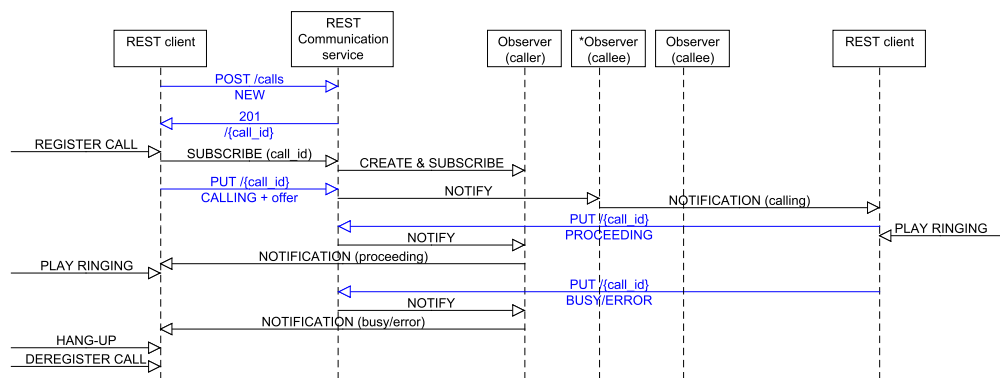 REST client
REST
Communication
service
Observer
(caller)
*Observer
(callee)
Observer
(callee)
REST client
POST /calls
NEW
201
/{call_id}
REGISTER CALL
SUBSCRIBE (call_id)
CREATE & SUBSCRIBE
PUT /{call_id}
CALLING + offer
NOTIFY
NOTIFICATION (calling)
PUT /{call_id}
PROCEEDING
PLAY RINGING
NOTIFY
NOTIFICATION (proceeding)
PLAY RINGING
PUT /{call_id}
BUSY/ERROR
NOTIFY
NOTIFICATION (busy/error)
HANG-UP
DEREGISTER CALL